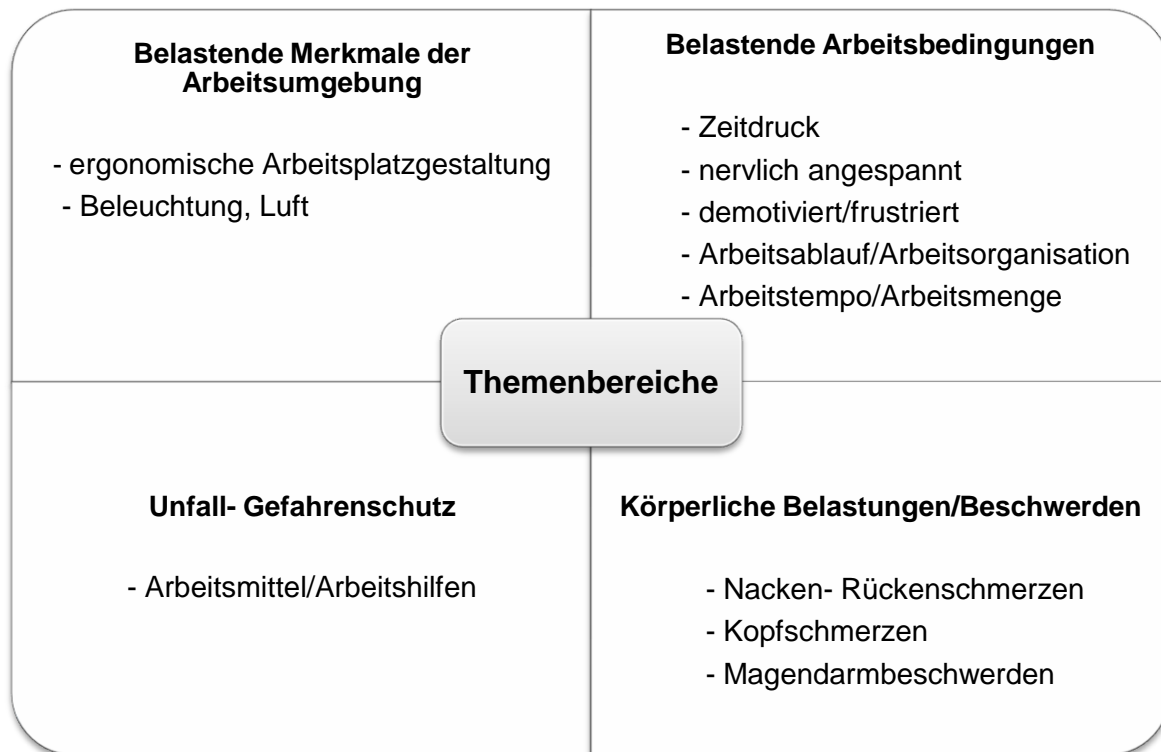 Belastende Merkmale der
Arbeitsumgebung
- ergonomische Arbeitsplatzgestaltung
- Beleuchtung, Luft
Belastende Arbeitsbedingungen
- Zeitdruck
- nervlich angespannt
- demotiviert/frustriert
- Arbeitsablauf/Arbeitsorganisation
- Arbeitstempo/Arbeitsmenge
Themenbereiche
Unfall- Gefahrenschutz
- Arbeitsmittel/Arbeitshilfen
Körperliche Belastungen/Beschwerden
- Nacken- Rückenschmerzen
- Kopfschmerzen
- Magendarmbeschwerden